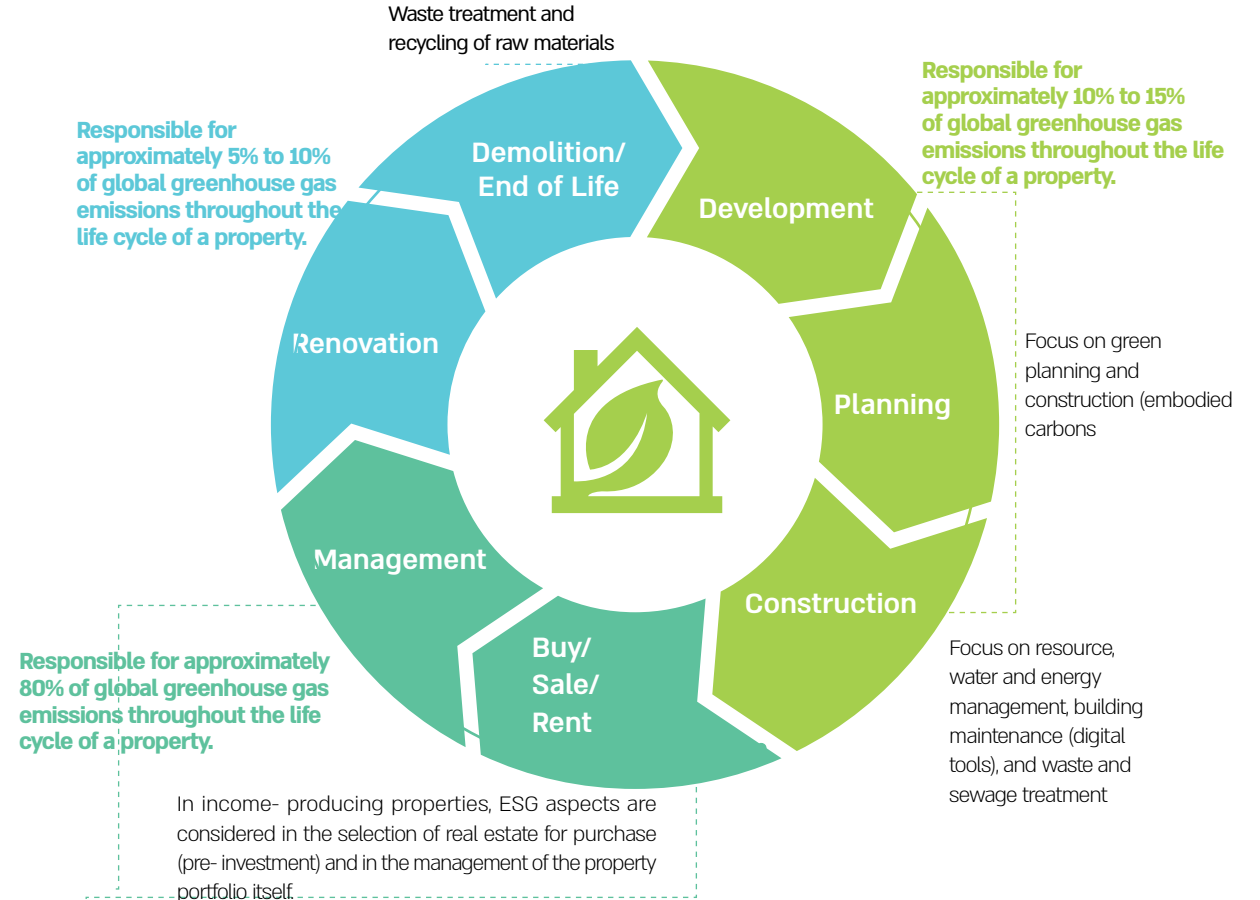 Waste treatment and
recycling of raw materials
Responsible for
approximately 10% to 15%
of global greenhouse gas
emissions throughout the life
cycle of a property.
Responsible for
approximately 5% to 10%
of global greenhouse gas
emissions throughout the
life cycle of a property.
Demolition/
End of Life
Development
Renovation
Planning
Focus on green
planning and
construction (embodied
carbons
Management
Construction
Buy/
Sale/
Rent
Focus on resource,
water and energy
management, building
maintenance (digital
tools), and waste and
sewage treatment
Responsible for approximately
80% of global greenhouse gas
emissions throughout the life
cycle of a property.
In income- producing properties, ESG aspects are
considered in the selection of real estate for purchase
(pre- investment) and in the management of the property
portfolio itself.